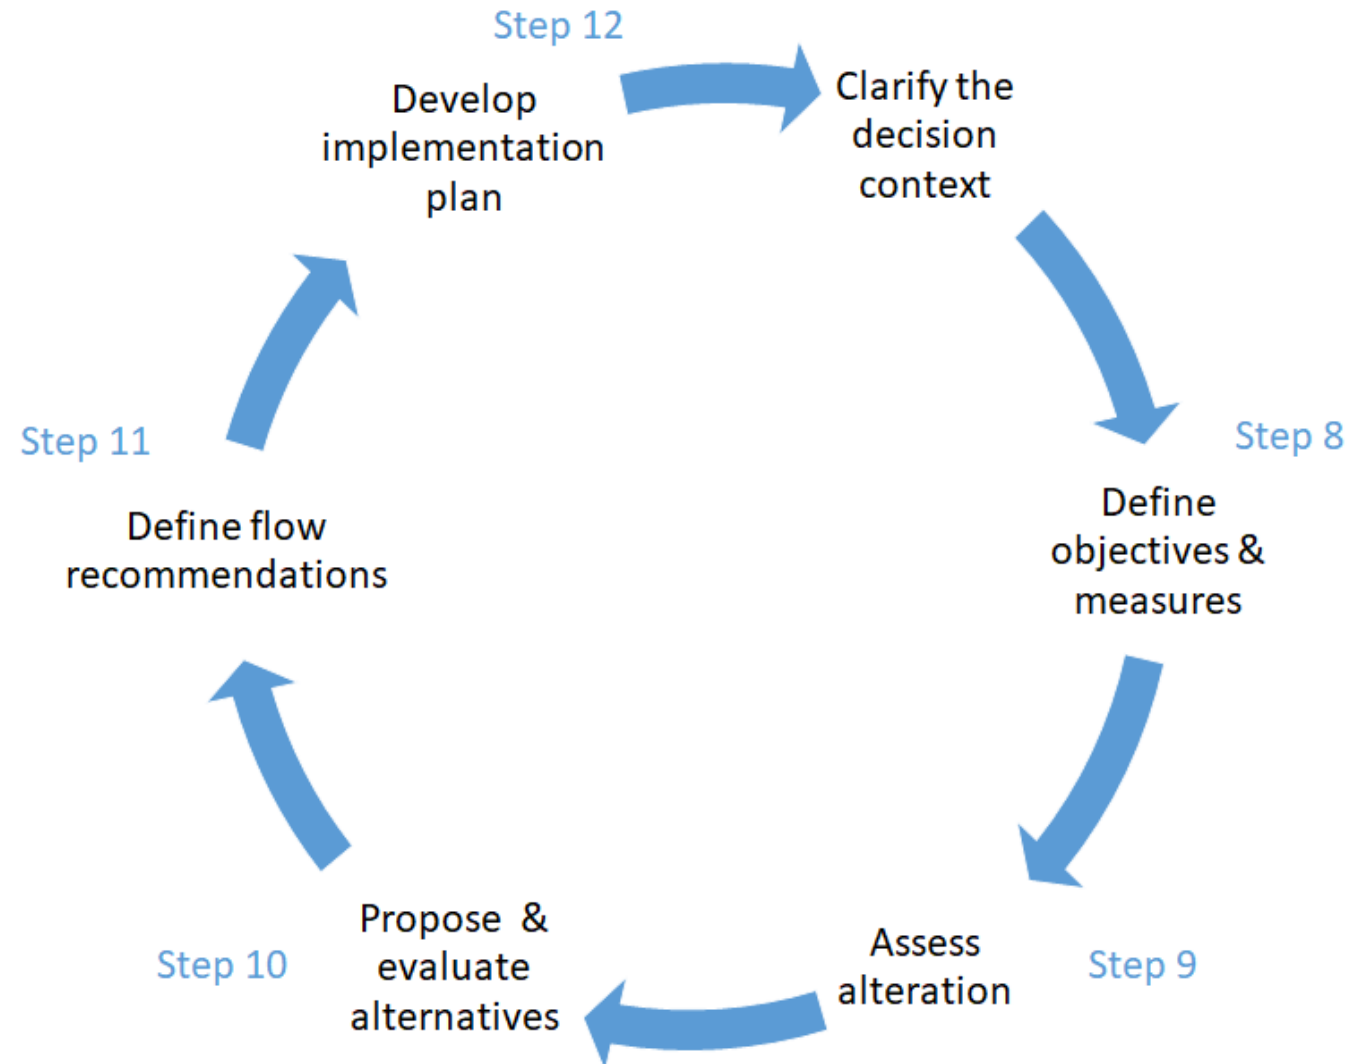 Step 12
Develop
implementation
plan
Clarify the
decision
context
Step 8
Define
objectives &
measures
Assess
alteration
Step 9
Propose & 
evaluate
alternatives
Step 10
Step 11
Define flow
recommendations